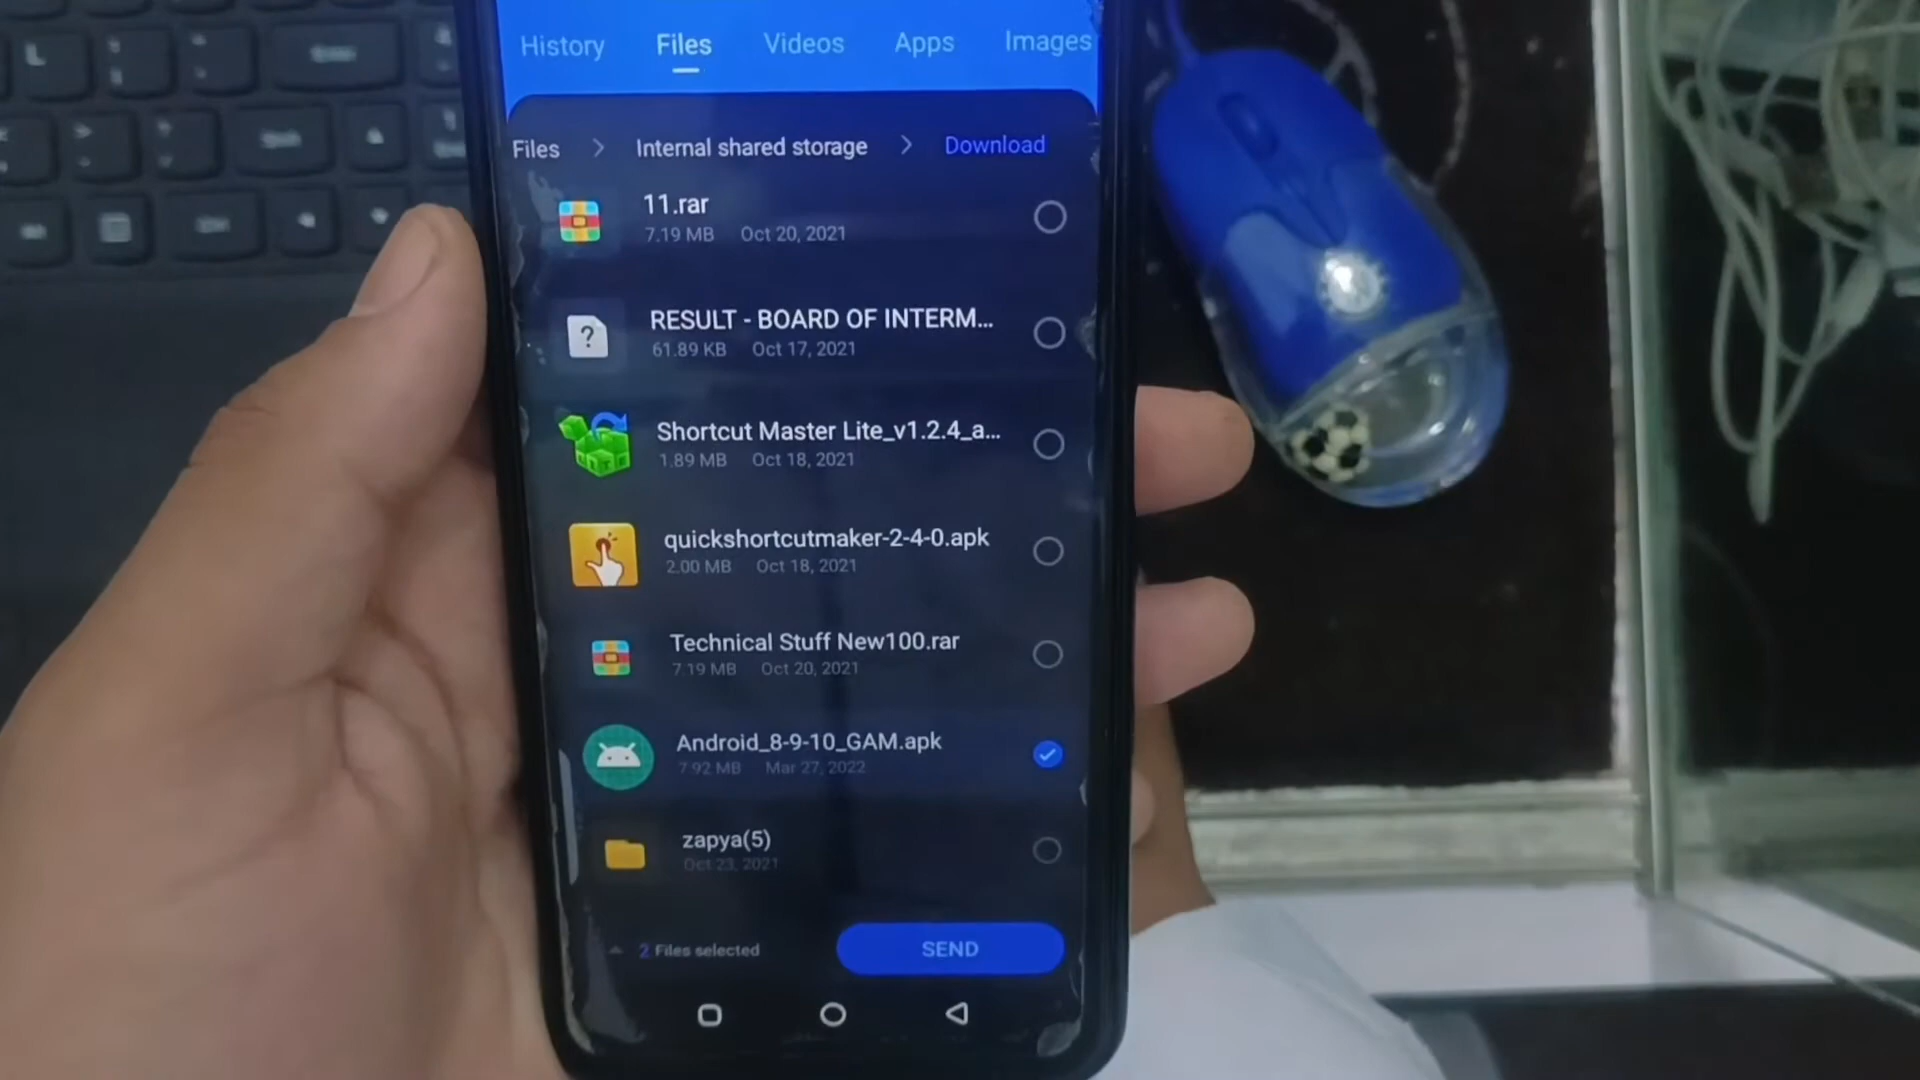 History Files Videos Apps Images
Files > Internal shared storage > Download
11.rar
7.19 MB Oct 20, 2021
RESULT - BOARD OF INTERM...
61.89 KB Oct 17, 2021
Shortcut Master Lite_v1.2.4_a...
1.89 MB Oct 18, 2021
quickshortcutmaker-2-4-0.apk
2.00 MB Oct 18, 2021
Technical Stuff New100.rar
7.19 MB Oct 20, 2021
Android_8-9-10_GAM.apk
7.92 MB Mar 27, 2022
zapya(5)
Oct 23, 2021
2 Files selected SEND